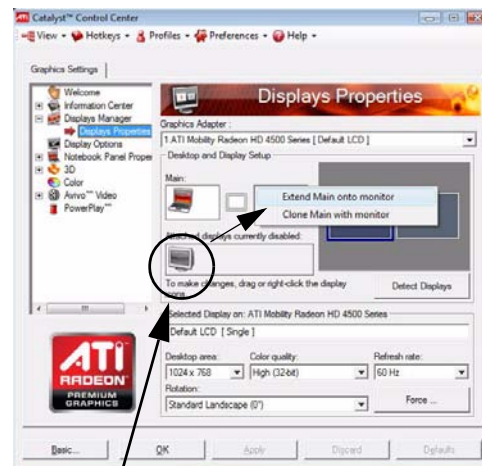 ATI Catalyst™ Control Center
View Hotkeys Profiles Preferences Help
Graphics Settings
Welcome
Information Center
Displays Manager
Displays Properties
Display Options
Notebook Panel Proper
3D
Color
Avivo™ Video
PowerPlay™
ATI
RADEON
PREMIUM
GRAPHICS
Displays Properties
Graphics Adapter :
1.ATI Mobility Radeon HD 4500 Series [ Default LCD ]
Desktop and Display Setup
Main:
Extend Main onto monitor
Clone Main with monitor
displays currently disabled:
To make changes, drag or right-click the display
Detect Displays
Selected Display on: ATI Mobility Radeon HD 4500 Series
Default LCD [ Single ]
Desktop area: Color quality: Refresh rate:
1024 x 768 High (32-bit) 60 Hz
Rotation:
Standard Landscape (0°) Force ...
Basic... OK Apply Discard Defaults